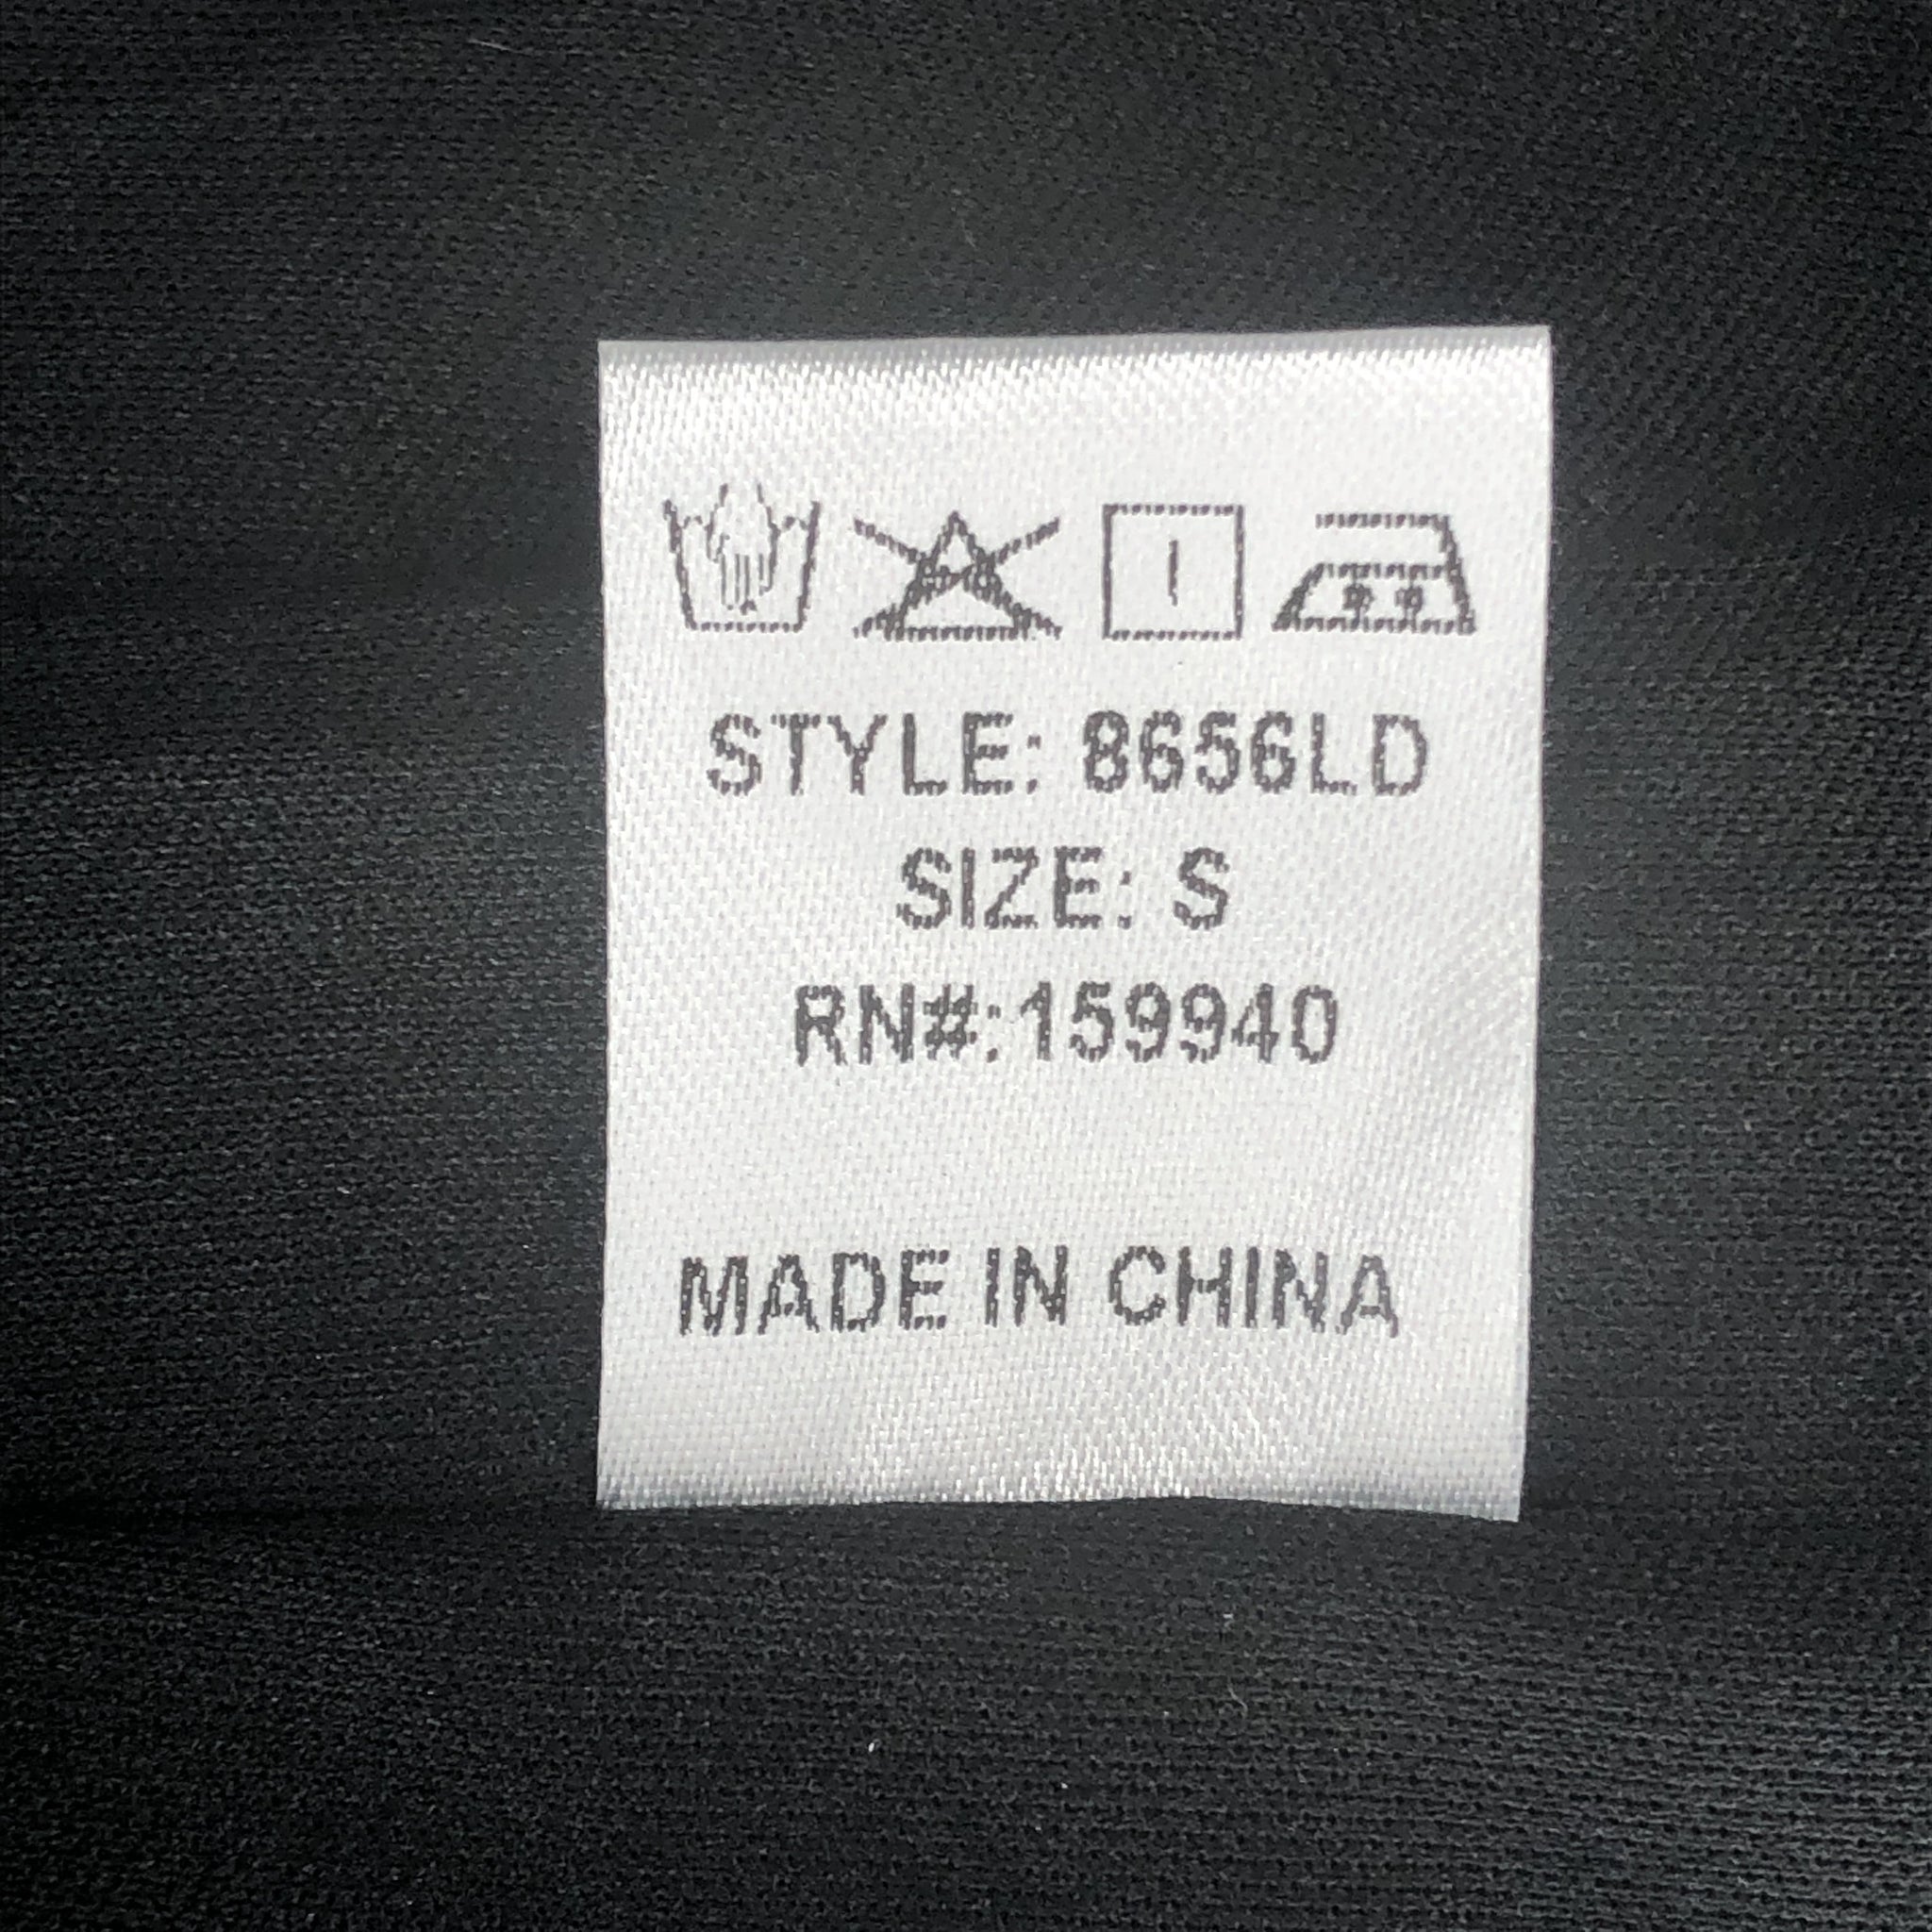 STYLE: 8656LD
SIZE: S
RN#:159940
MADE IN CHINA